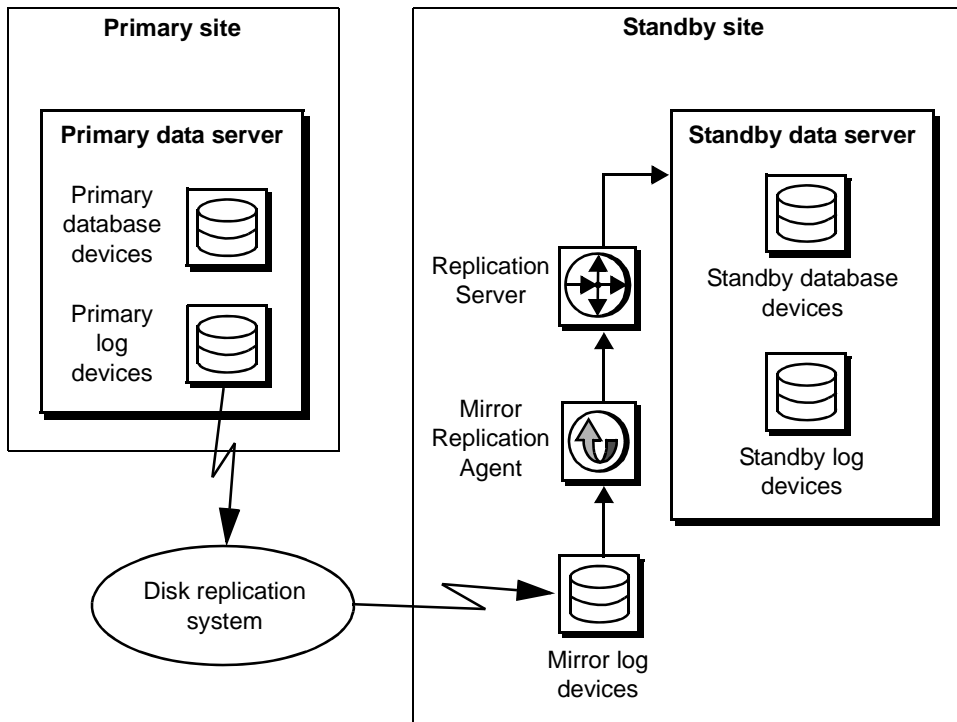 Primary site
Primary data server
Primary
database
devices
Primary
log
devices
Disk replication
system
Standby site
Standby data server
Standby database
devices
Standby log
devices
Replication
Server
Mirror
Replication
Agent
Mirror log
devices